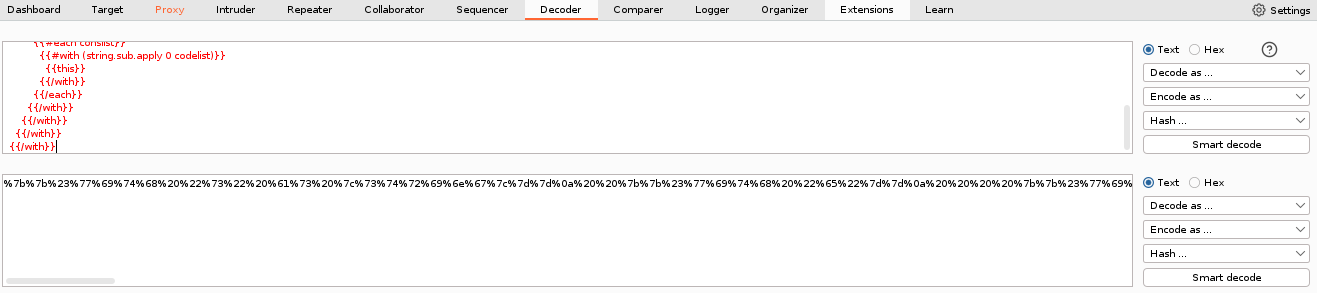 Dashboard Target Proxy Intruder Repeater Collaborator Sequencer Decoder Comparer Logger Organizer Extensions Learn Settings
{{#each conslist}}
{{#with (string.sub.apply 0 codelist)}}
{{this}}
{{/with}}
{{/each}}
{{/with}}
{{/with}}
{{/with}}
{{/with}}
Text Hex ?
Decode as ...
Encode as ...
Hash ...
Smart decode
%7b%7b%23%77%69%74%68%20%22%73%22%20%61%73%20%7c%73%74%72%69%6e%67%7c%7d%7d%0a%20%20%7b%7b%23%77%69%74%68%20%22%65%22%7d%7d%0a%20%20%20%20%7b%7b%23%77%69%
Text Hex
Decode as ...
Encode as ...
Hash ...
Smart decode